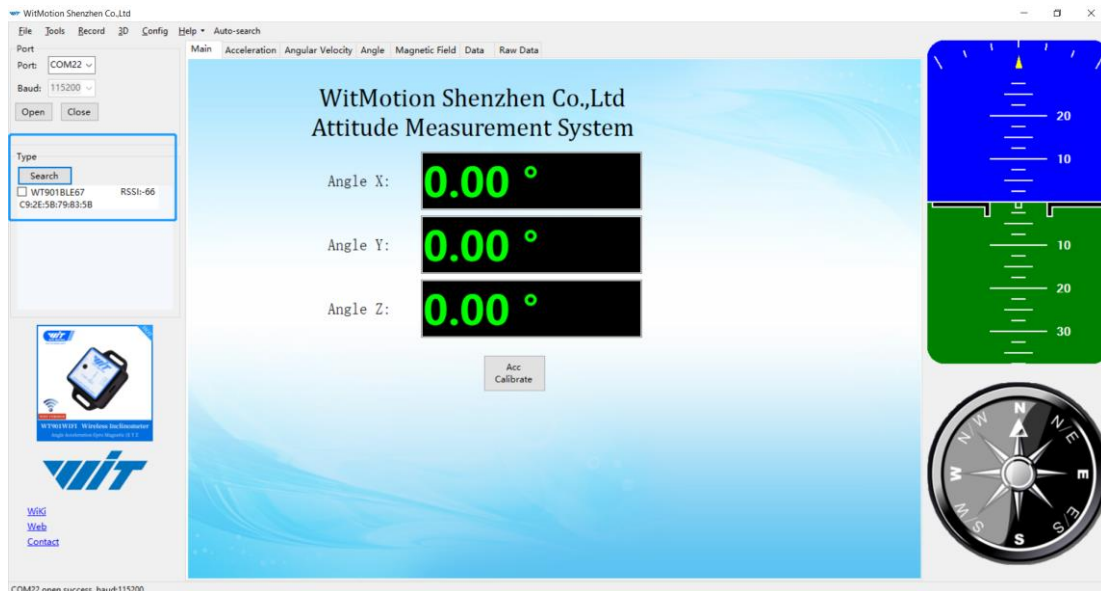 WitMotion Shenzhen Co.,Ltd
File Tools Record 3D Config Help Auto-search
Port
Port: COM22
Baud: 115200
Open Close
Type
Search
WT901BLE67 RSSI:-66
C9:2E:5B:79:83:5B
WiKi
Web
Contact
Main Acceleration Angular Velocity Angle Magnetic Field Data Raw Data
WitMotion Shenzhen Co.,Ltd
Attitude Measurement System
Angle X: 0.00 °
Angle Y: 0.00 °
Angle Z: 0.00 °
Acc
Calibrate
WIT
WT901WIFI Wireless Inclinometer
WIT
20
10
10
20
30
N
N/E
E
E/S
S
W/S
W
N/W
COM22 open success, baud:115200